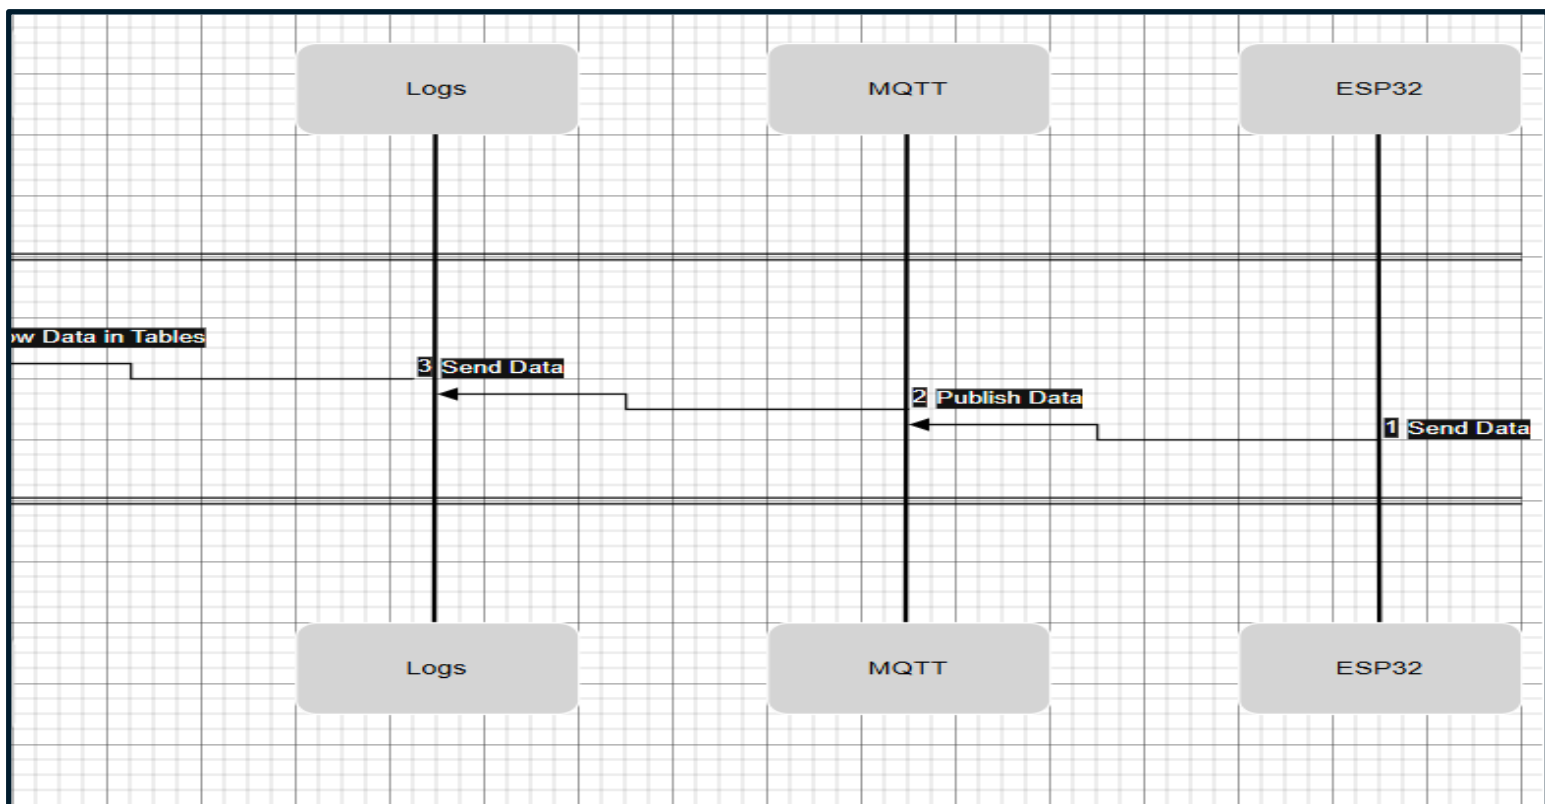 Logs
MQTT
ESP32
Data in Tables
3 Send Data
2 Publish Data
1 Send Data
Logs
MQTT
ESP32